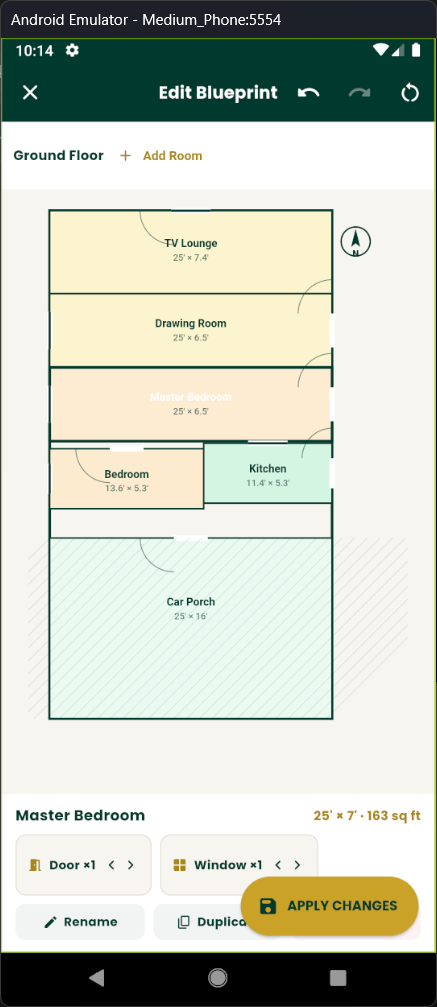 Android Emulator - Medium_Phone:5554
10:14
Edit Blueprint
Ground Floor + Add Room
TV Lounge
25' × 7.4'
N
Drawing Room
25' × 6.5'
Master Bedroom
25' × 6.5'
Bedroom
13.6' × 5.3'
Kitchen
11.4' × 5.3'
Car Porch
25' × 16'
Master Bedroom 25' × 7' · 163 sq ft
Door ×1 < > Window ×1 < >
APPLY CHANGES
Rename Duplica